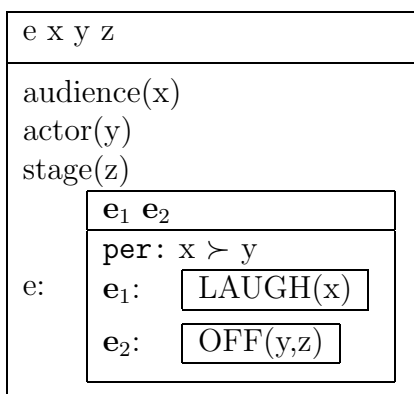 e x y z
audience(x)
actor(y)
stage(z)
e:
e₁ e₂
per: x ≻ y
e₁: LAUGH(x)
e₂: OFF(y,z)